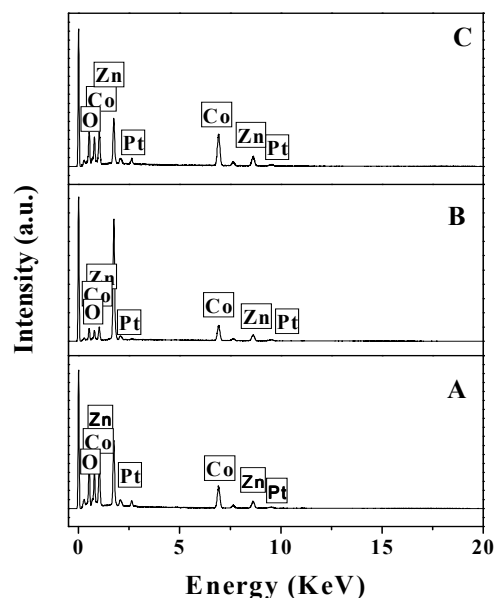 C
Zn
Co
O
Pt
Co
Zn
Pt
B
Zn
Co
O
Pt
Co
Zn
Pt
A
Zn
Co
O
Pt
Co
Zn
Pt
Intensity (a.u.)
0 5 10 15 20
Energy (KeV)